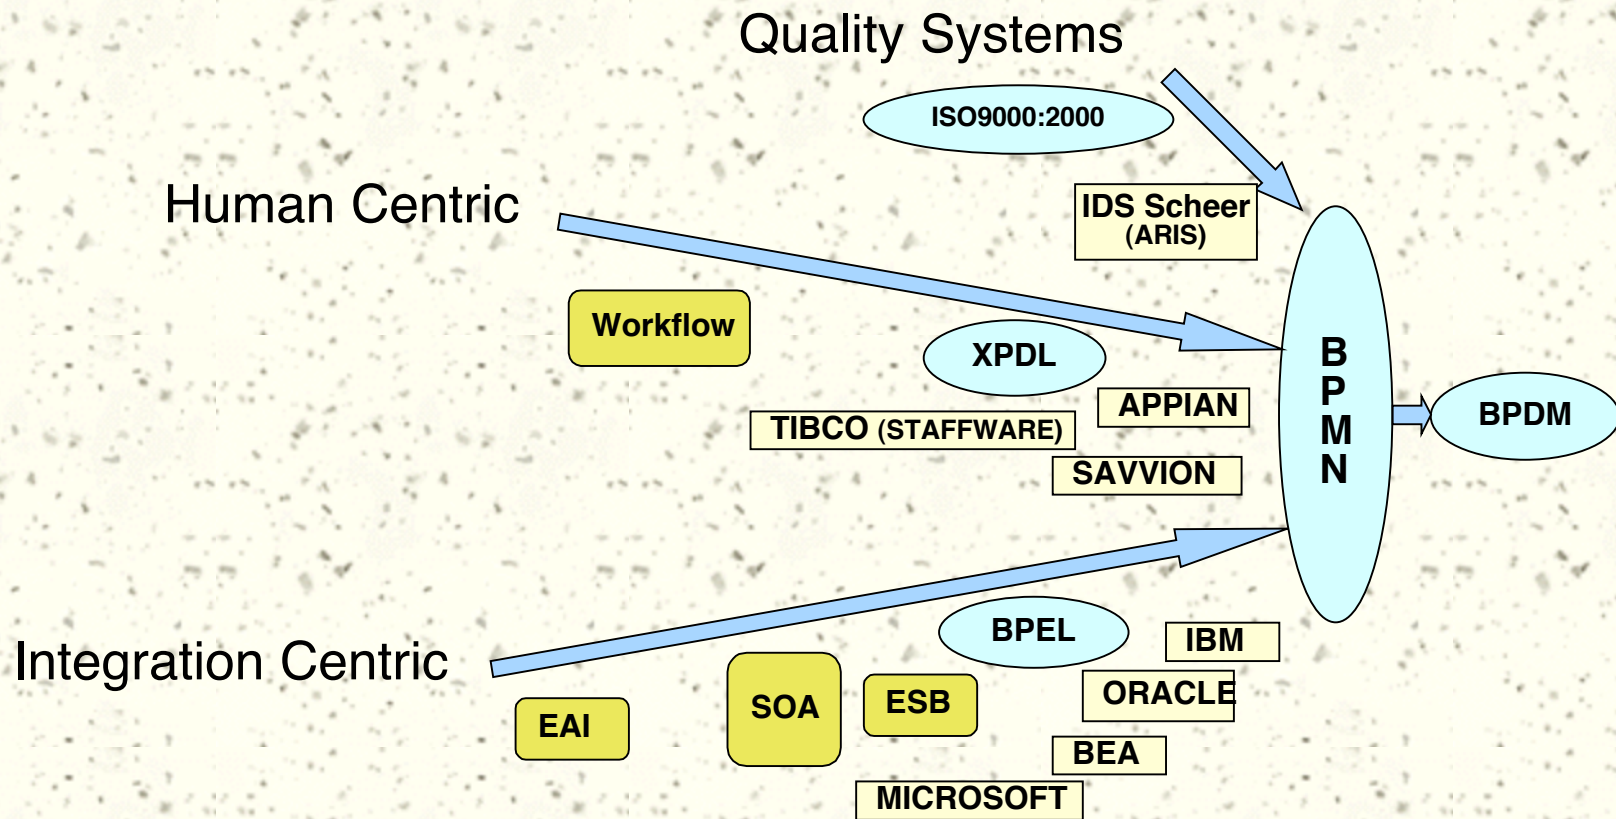 Quality Systems
ISO9000:2000
Human Centric
IDS Scheer
(ARIS)
Workflow
XPDL
APPIAN
TIBCO (STAFFWARE)
SAVVION
B
P
M
N
BPDM
Integration Centric
BPEL
IBM
SOA
ESB
ORACLE
EAI
BEA
MICROSOFT